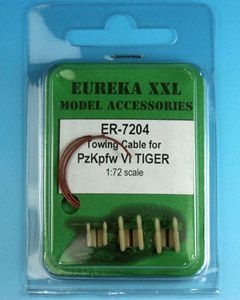 EUREKA XXL
MODEL ACCESSORIES
ER-7204
Towing Cable for
PzKpfw VI TIGER
1:72 scale